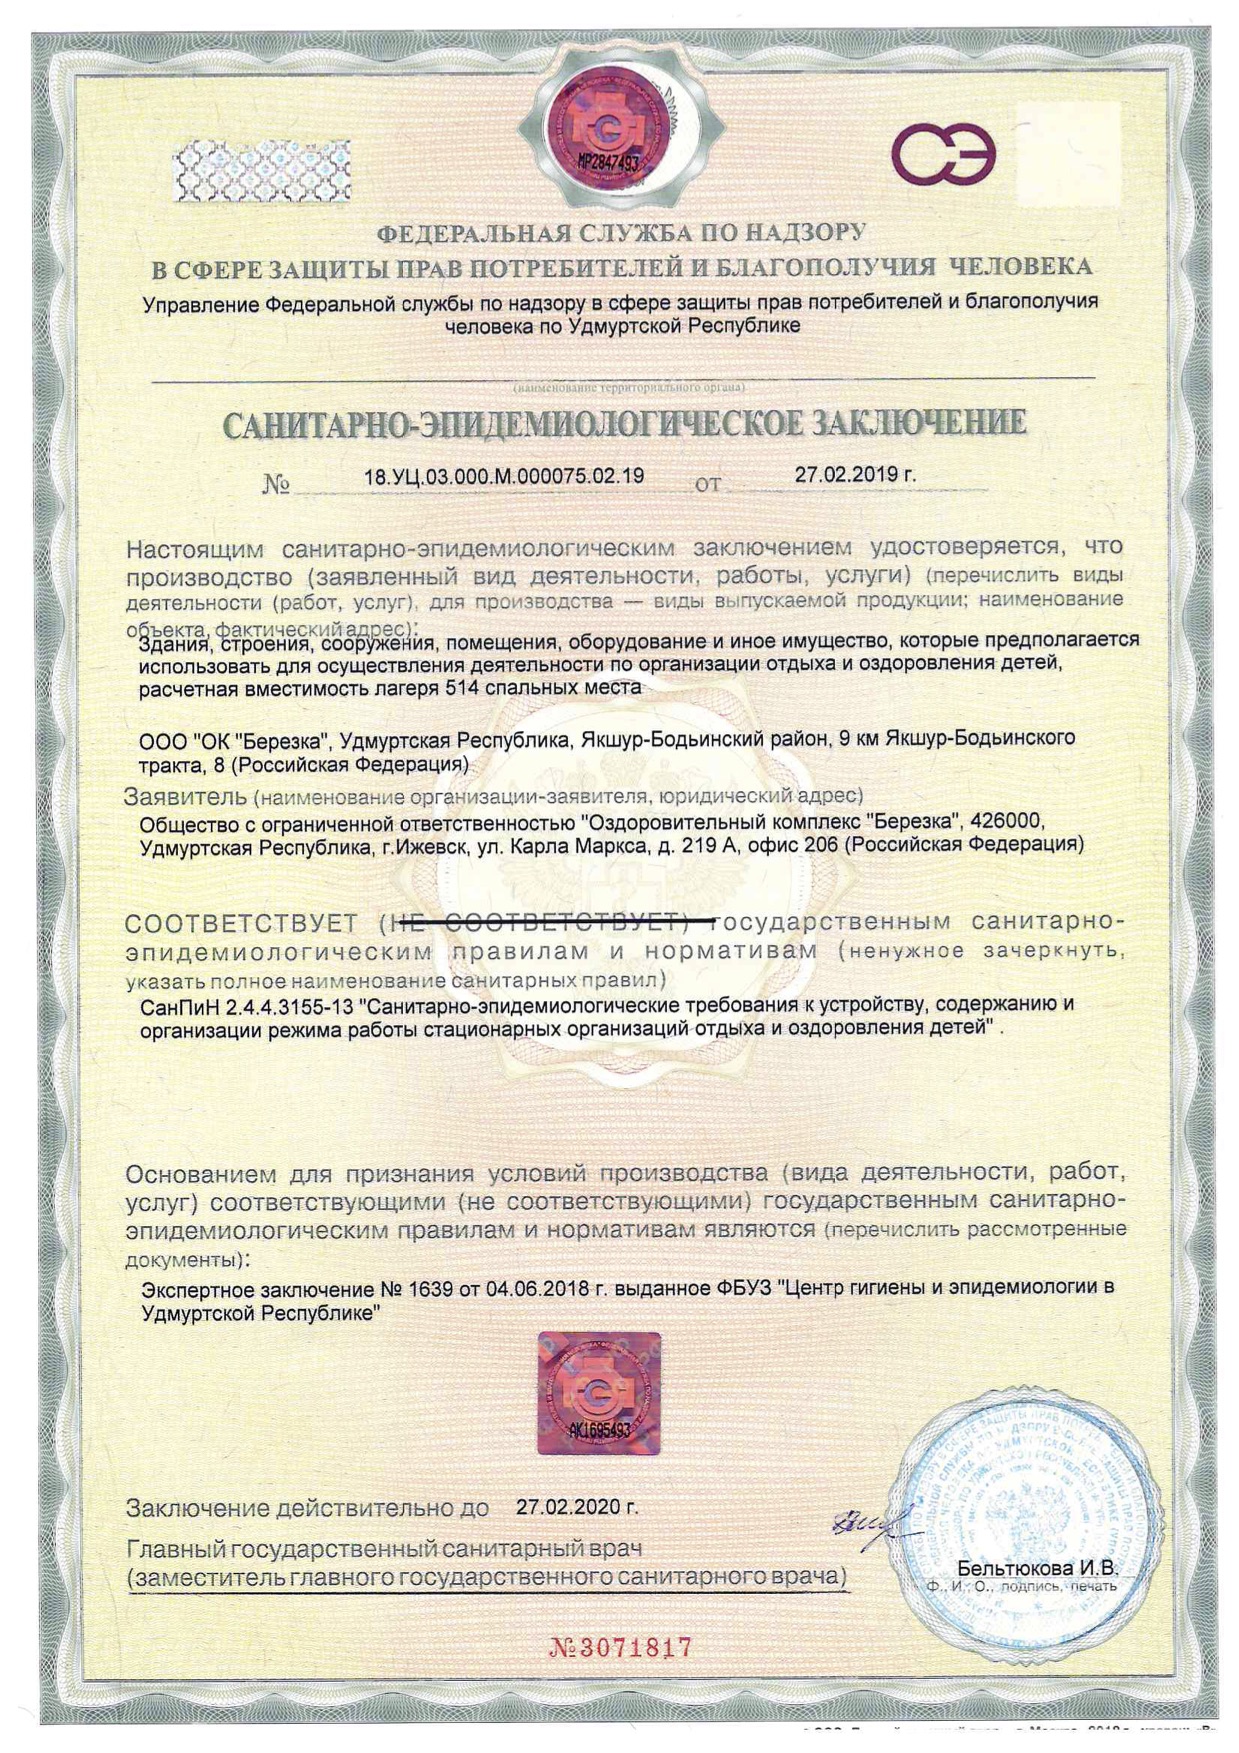 МР2847493
СЭ
ФЕДЕРАЛЬНАЯ СЛУЖБА ПО НАДЗОРУ
В СФЕРЕ ЗАЩИТЫ ПРАВ ПОТРЕБИТЕЛЕЙ И БЛАГОПОЛУЧИЯ ЧЕЛОВЕКА
Управление Федеральной службы по надзору в сфере защиты прав потребителей и благополучия
человека по Удмуртской Республике
(наименование территориального органа)
САНИТАРНО-ЭПИДЕМИОЛОГИЧЕСКОЕ ЗАКЛЮЧЕНИЕ
№ 18.УЦ.03.000.М.000075.02.19 от 27.02.2019 г.
Настоящим санитарно-эпидемиологическим заключением удостоверяется, что
производство (заявленный вид деятельности, работы, услуги) (перечислить виды
деятельности (работ, услуг), для производства — виды выпускаемой продукции; наименование
объекта, фактический адрес):
Здания, строения, сооружения, помещения, оборудование и иное имущество, которые предполагается
использовать для осуществления деятельности по организации отдыха и оздоровления детей,
расчетная вместимость лагеря 514 спальных места
ООО "ОК "Березка", Удмуртская Республика, Якшур-Бодьинский район, 9 км Якшур-Бодьинского
тракта, 8 (Российская Федерация)
Заявитель (наименование организации-заявителя, юридический адрес)
Общество с ограниченной ответственностью "Оздоровительный комплекс "Березка", 426000,
Удмуртская Республика, г.Ижевск, ул. Карла Маркса, д. 219 А, офис 206 (Российская Федерация)
СООТВЕТСТВУЕТ (НЕ СООТВЕТСТВУЕТ) государственным санитарно-
эпидемиологическим правилам и нормативам (ненужное зачеркнуть,
указать полное наименование санитарных правил)
СанПиН 2.4.4.3155-13 "Санитарно-эпидемиологические требования к устройству, содержанию и
организации режима работы стационарных организаций отдыха и оздоровления детей" .
Основанием для признания условий производства (вида деятельности, работ,
услуг) соответствующими (не соответствующими) государственным санитарно-
эпидемиологическим правилам и нормативам являются (перечислить рассмотренные
документы):
Экспертное заключение № 1639 от 04.06.2018 г. выданное ФБУЗ "Центр гигиены и эпидемиологии в
Удмуртской Республике"
АК1695493
Заключение действительно до 27.02.2020 г.
Главный государственный санитарный врач
(заместитель главного государственного санитарного врача)
Бельтюкова И.В.
Ф., И., О., подпись, печать
№3071817